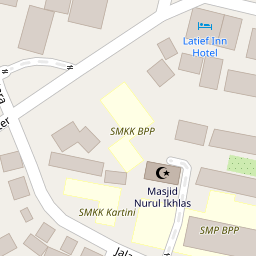 Latief Inn
Hotel
SMKK BPP
Masjid
Nurul Ikhlas
SMKK Kartini
SMP BPP